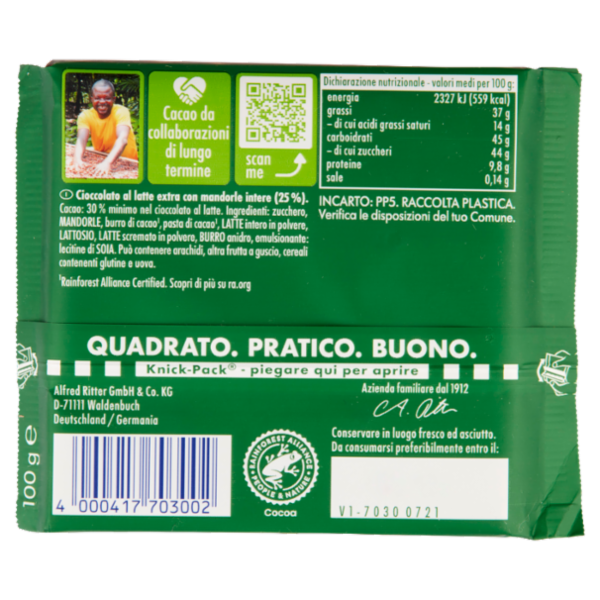 Cacao da
collaborazioni
di lungo
termine
scan
me
Dichiarazione nutrizionale - valori medi per 100 g:
energia 2327 kJ (559 kcal)
grassi 37 g
– di cui acidi grassi saturi 14 g
carboidrati 45 g
– di cui zuccheri 44 g
proteine 9,8 g
sale 0,14 g
INCARTO: PP5. RACCOLTA PLASTICA.
Verifica le disposizioni del tuo Comune.
I Cioccolato al latte extra con mandorle intere (25 %).
Cacao: 30 % minimo nel cioccolato al latte. Ingredienti: zucchero,
MANDORLE, burro di cacao¹, pasta di cacao¹, LATTE intero in polvere,
LATTOSIO, LATTE scremato in polvere, BURRO anidro, emulsionante:
lecitine di SOIA. Può contenere arachidi, altra frutta a guscio, cereali
contenenti glutine e uova.
¹Rainforest Alliance Certified. Scopri di più su ra.org
QUADRATO. PRATICO. BUONO.
Knick-Pack® - piegare qui per aprire
Alfred Ritter GmbH & Co. KG
D-71111 Waldenbuch
Deutschland / Germania
Azienda familiare dal 1912
Conservare in luogo fresco ed asciutto.
Da consumarsi preferibilmente entro il:
100 g e
4 000417 703002
RAINFOREST ALLIANCE
PEOPLE & NATURE
Cocoa
V1-7030 0721